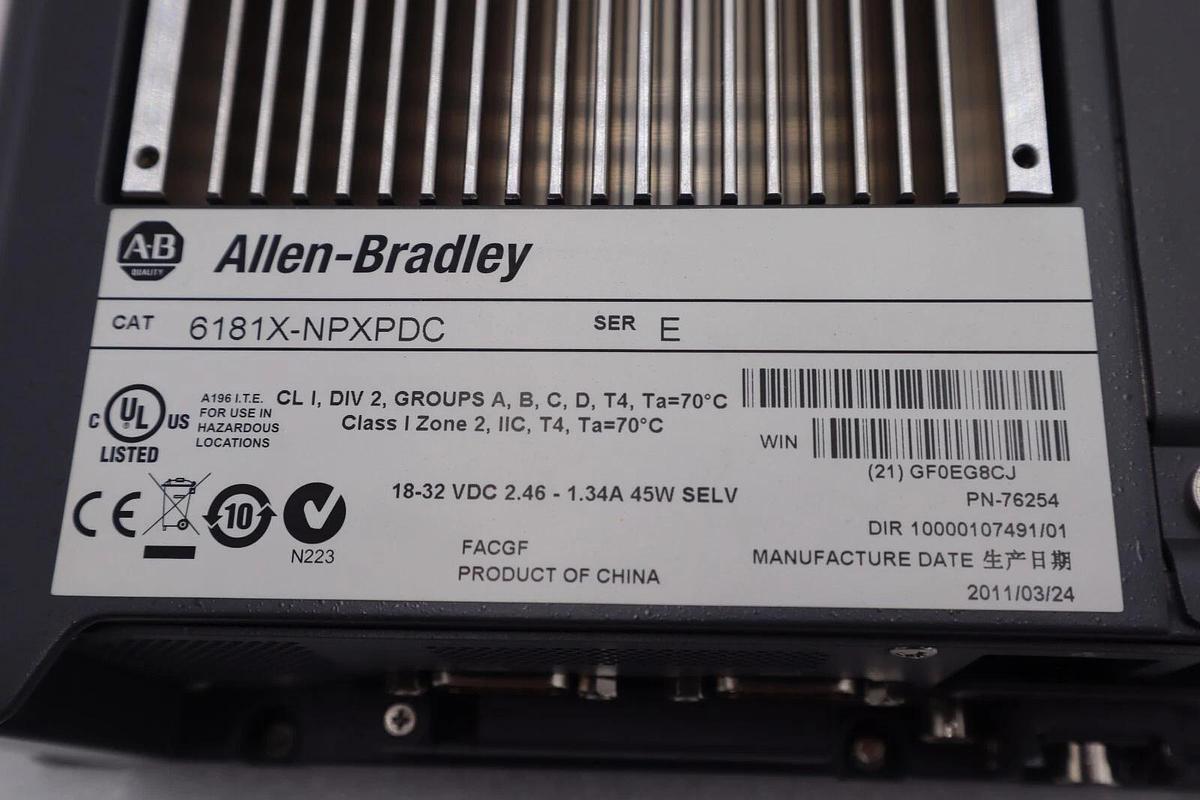 A·B
QUALITY
Allen-Bradley
CAT 6181X-NPXPDC SER E
C UL US
LISTED
A196 I.T.E.
FOR USE IN
HAZARDOUS
LOCATIONS
CL I, DIV 2, GROUPS A, B, C, D, T4, Ta=70°C
Class I Zone 2, IIC, T4, Ta=70°C
WIN
(21) GF0EG8CJ
18-32 VDC 2.46 - 1.34A 45W SELV
PN-76254
DIR 10000107491/01
CE
10
N223
FACGF
PRODUCT OF CHINA
MANUFACTURE DATE 生产日期
2011/03/24